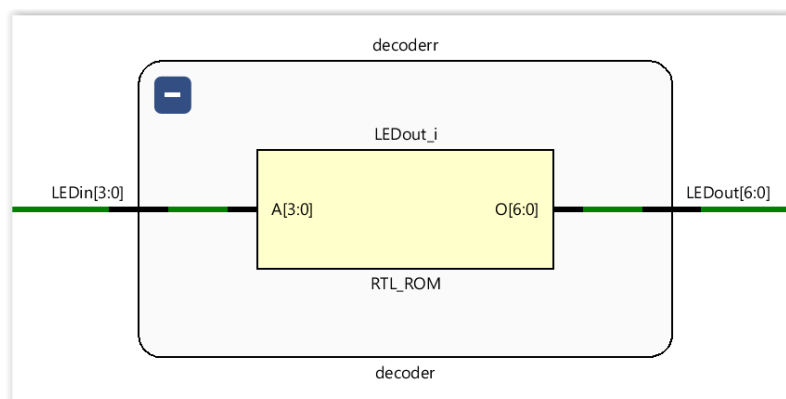 decoderr
LEDout_i
LEDin[3:0]
A[3:0]
O[6:0]
LEDout[6:0]
RTL_ROM
decoder